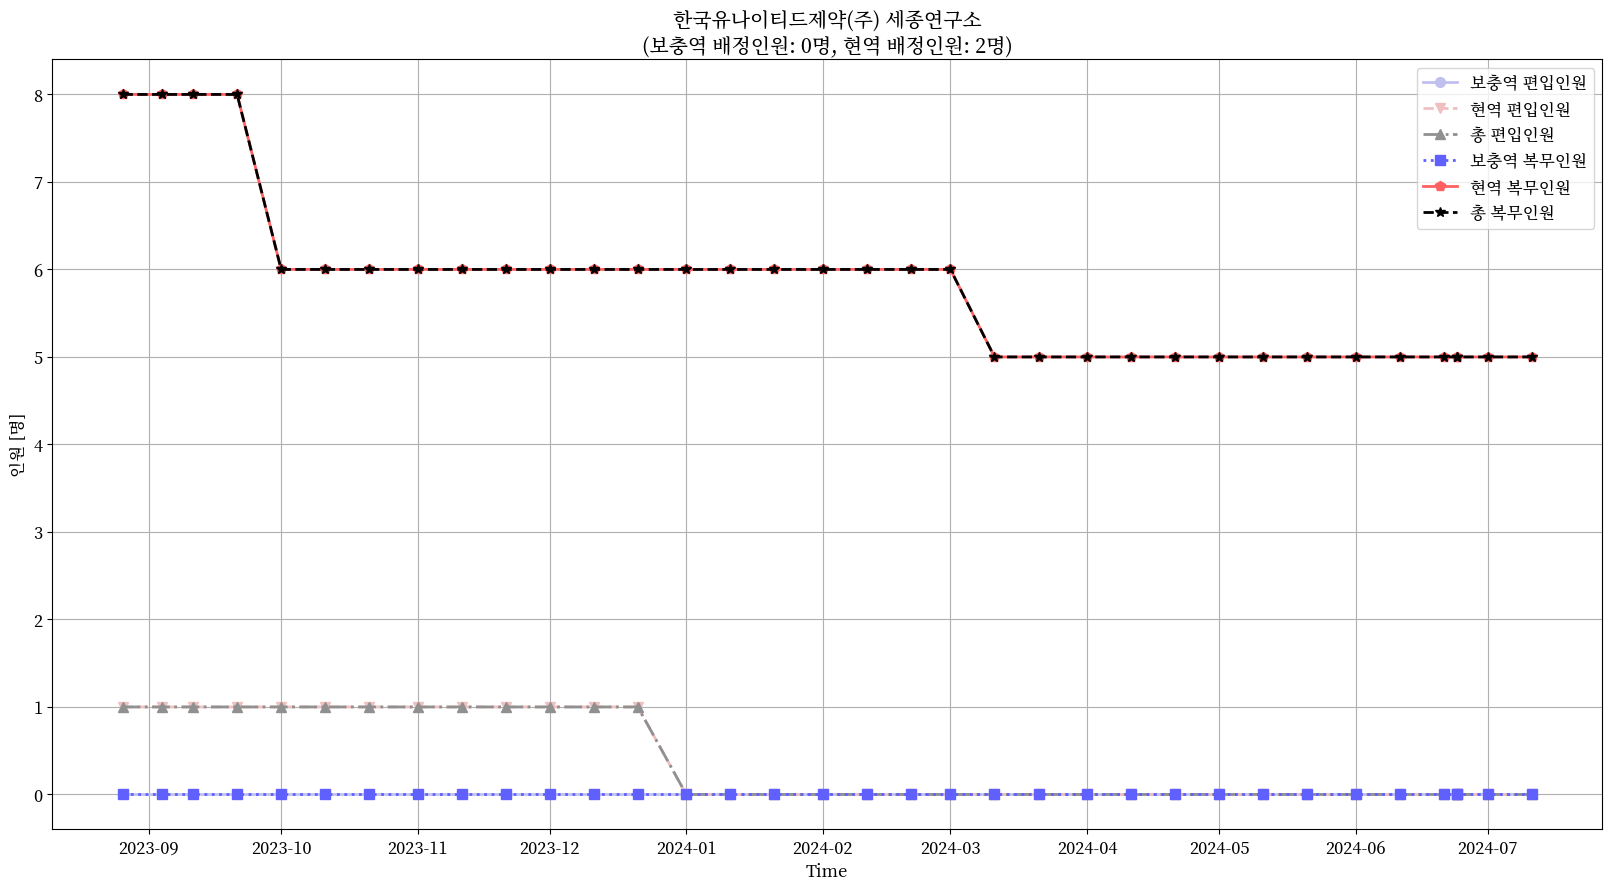 한국유나이티드제약(주) 세종연구소
(보충역 배정인원: 0명, 현역 배정인원: 2명)
보충역 편입인원
현역 편입인원
총 편입인원
보충역 복무인원
현역 복무인원
총 복무인원
인원 [명]
8
7
6
5
4
3
2
1
0
2023-09 2023-10 2023-11 2023-12 2024-01 2024-02 2024-03 2024-04 2024-05 2024-06 2024-07
Time